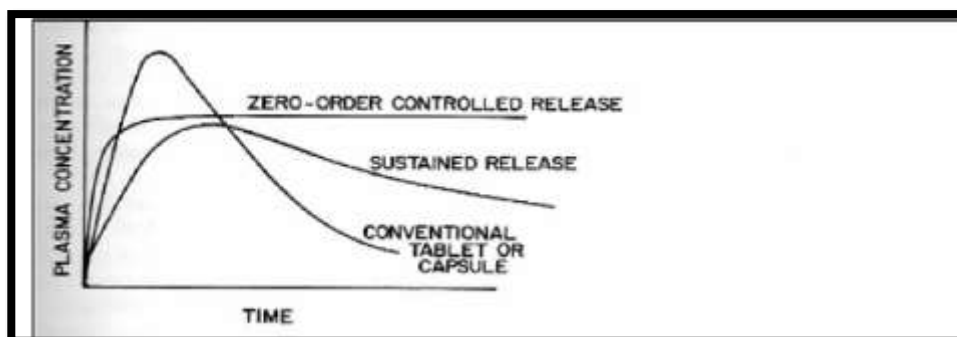 PLASMA CONCENTRATION
ZERO-ORDER CONTROLLED RELEASE
SUSTAINED RELEASE
CONVENTIONAL
TABLET OR
CAPSULE
TIME